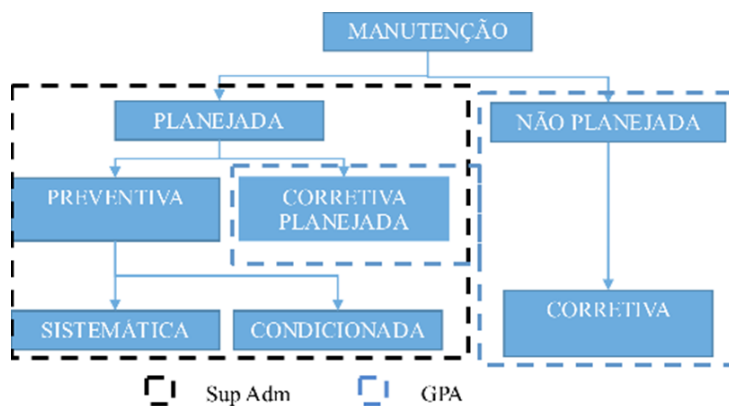 MANUTENÇÃO
PLANEJADA
NÃO PLANEJADA
PREVENTIVA
CORRETIVA
PLANEJADA
SISTEMÁTICA
CONDICIONADA
CORRETIVA
Sup Adm
GPA